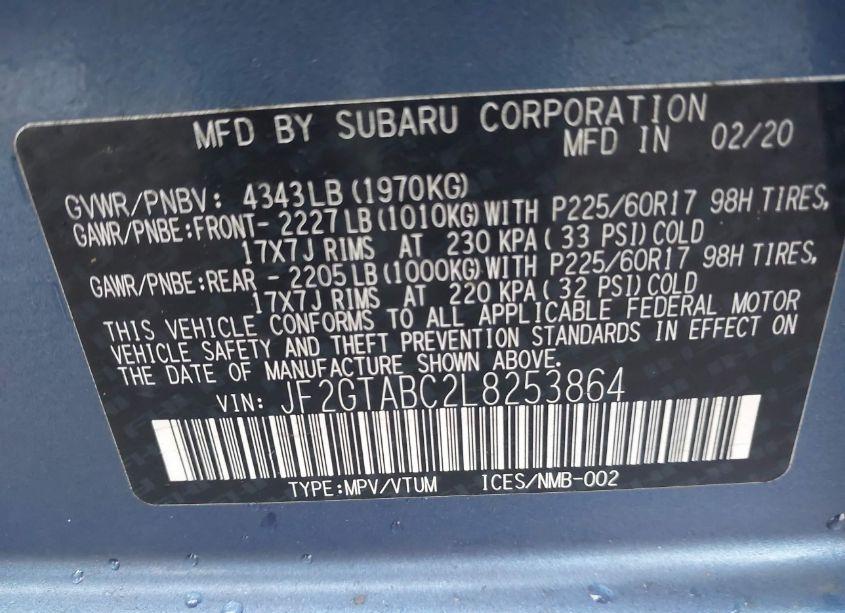 MFD BY SUBARU CORPORATION
MFD IN 02/20
GVWR/PNBV: 4343LB (1970KG)
GAWR/PNBE:FRONT- 2227LB(1010KG)WITH P225/60R17 98H TIRES,
17X7J RIMS AT 230 KPA( 33 PSI)COLD
GAWR/PNBE:REAR - 2205LB(1000KG)WITH P225/60R17 98H TIRES,
17X7J RIMS AT 220 KPA( 32 PSI)COLD
THIS VEHICLE CONFORMS TO ALL APPLICABLE FEDERAL MOTOR
VEHICLE SAFETY AND THEFT PREVENTION STANDARDS IN EFFECT ON
THE DATE OF MANUFACTURE SHOWN ABOVE.
VIN: JF2GTABC2L8253864
TYPE:MPV/VTUM ICES/NMB-002